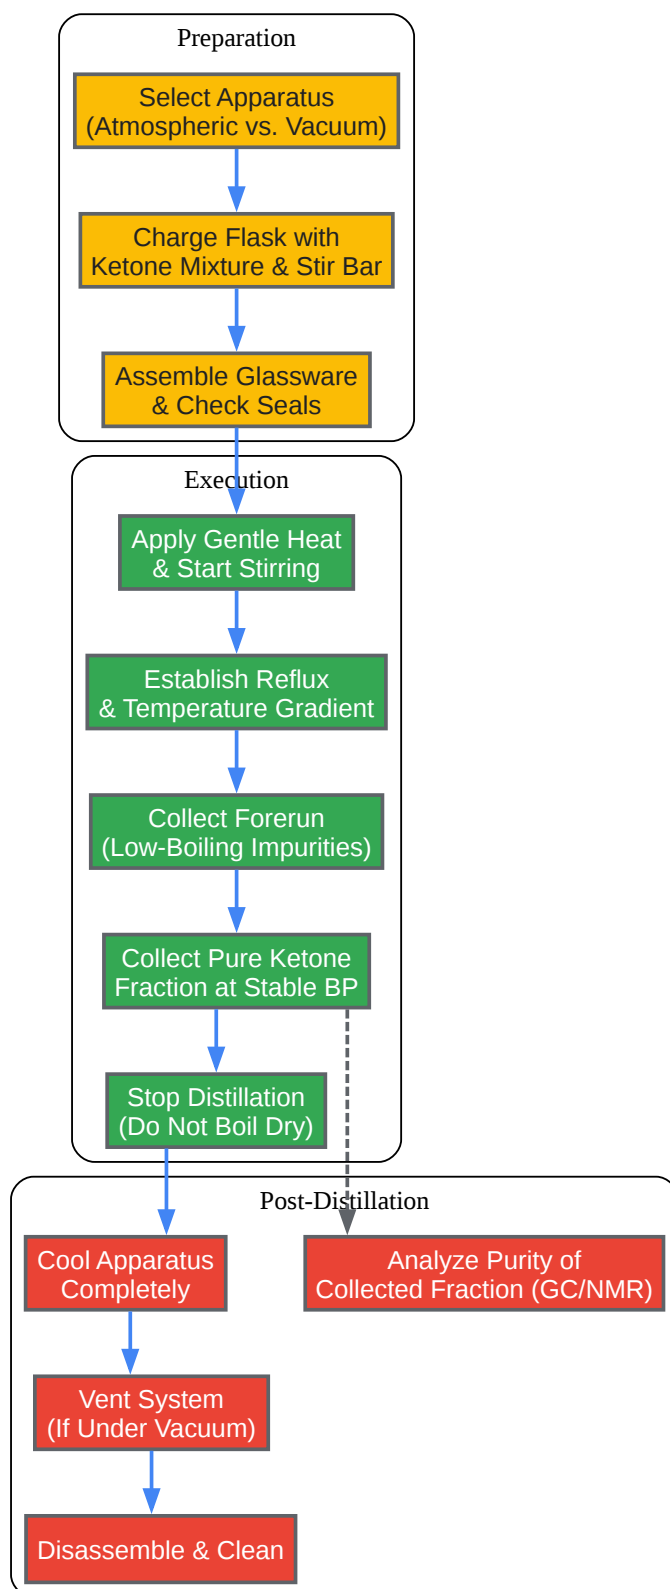 Preparation
Select Apparatus
(Atmospheric vs. Vacuum)
Charge Flask with
Ketone Mixture & Stir Bar
Assemble Glassware
& Check Seals
Execution
Apply Gentle Heat
& Start Stirring
Establish Reflux
& Temperature Gradient
Collect Forerun
(Low-Boiling Impurities)
Collect Pure Ketone
Fraction at Stable BP
Stop Distillation
(Do Not Boil Dry)
Post-Distillation
Cool Apparatus
Completely
Analyze Purity of
Collected Fraction (GC/NMR)
Vent System
(If Under Vacuum)
Disassemble & Clean